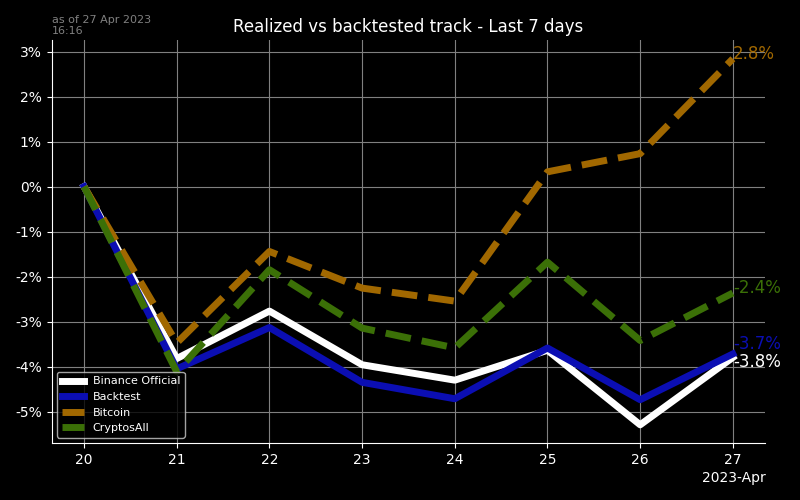 as of 27 Apr 2023
16:16
Realized vs backtested track - Last 7 days
3%
2%
1%
0%
-1%
-2%
-3%
-4%
-5%
2.8%
-2.4%
-3.7%
-3.8%
Binance Official
Backtest
Bitcoin
CryptosAll
20 21 22 23 24 25 26 27
2023-Apr